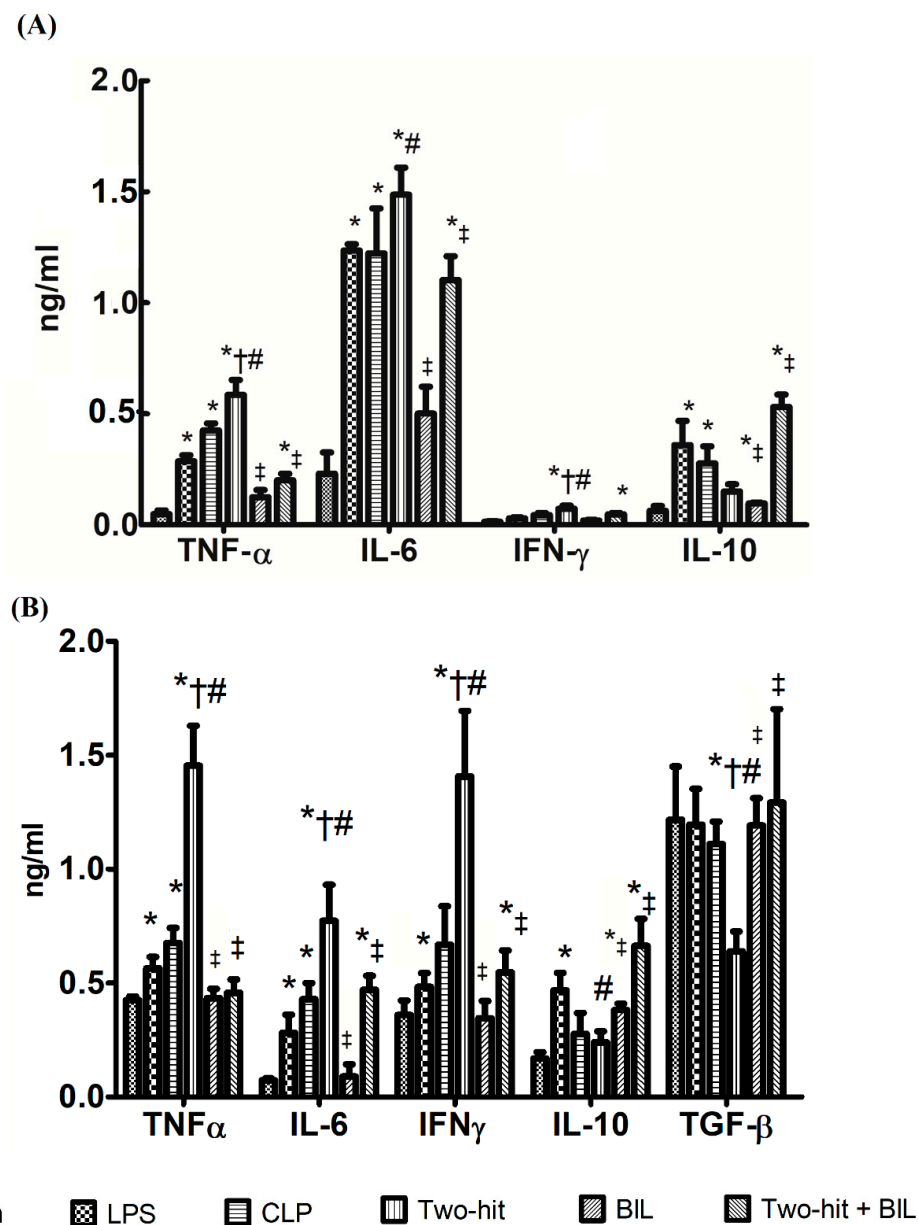 (A)
2.0
1.5
1.0
0.5
0.0
ng/ml
* * *†# ‡ *‡
* * *# ‡ *‡
*†# *
* * *‡ *‡
TNF-α IL-6 IFN-γ IL-10
(B)
2.0
1.5
1.0
0.5
0.0
ng/ml
* * *†# ‡ ‡
* * *†# ‡ *‡
* *†# ‡ *‡
* # *‡ *‡
*†# ‡ ‡
TNFα IL-6 IFNγ IL-10 TGF-β
LPS CLP Two-hit BIL Two-hit + BIL